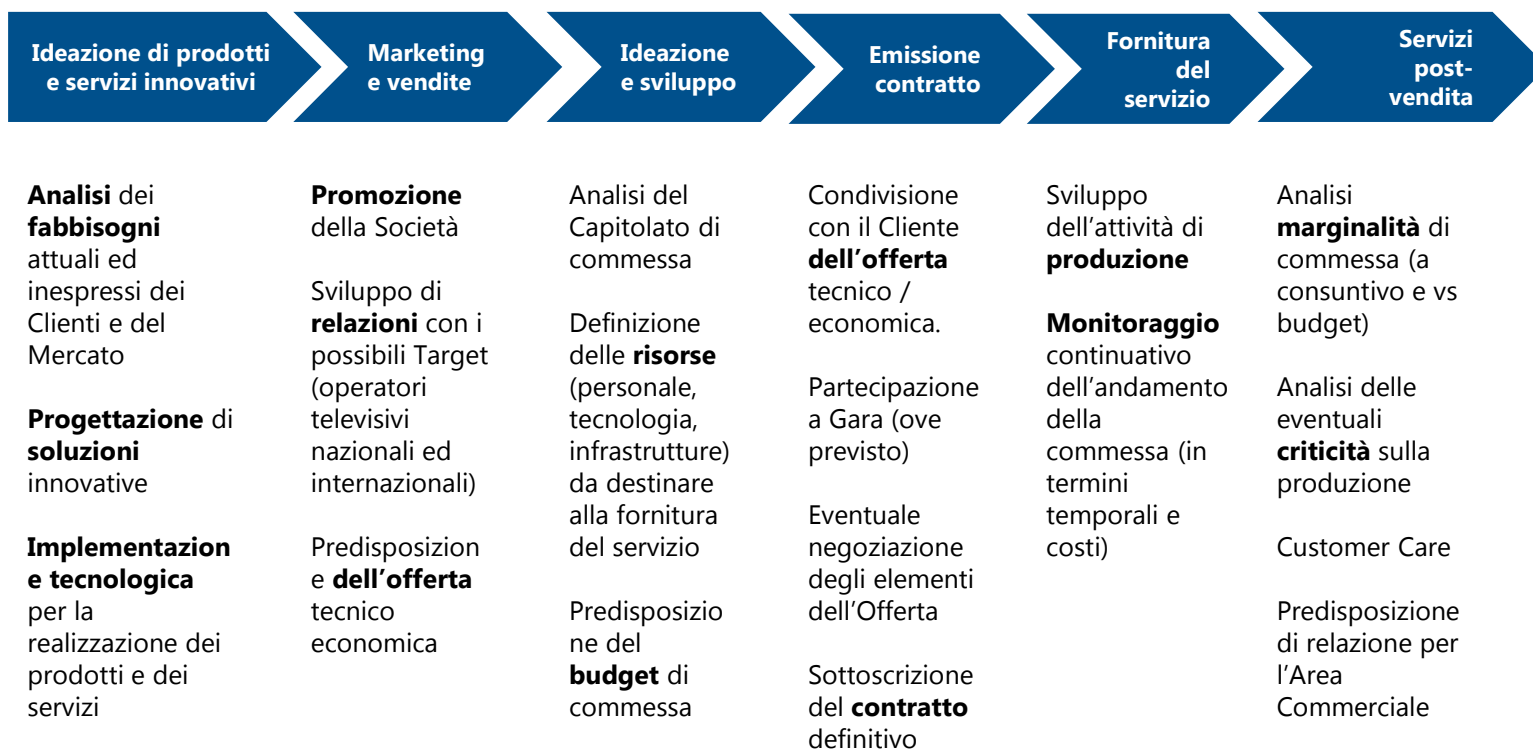 Ideazione di prodotti
e servizi innovativi
Marketing
e vendite
Ideazione
e sviluppo
Emissione
contratto
Fornitura
del
servizio
Servizi
post-
vendita
Analisi dei
fabbisogni
attuali ed
inespressi dei
Clienti e del
Mercato
Progettazione di
soluzioni
innovative
Implementazion
e tecnologica
per la
realizzazione dei
prodotti e dei
servizi
Promozione
della Società
Sviluppo di
relazioni con i
possibili Target
(operatori
televisivi
nazionali ed
internazionali)
Predisposizion
e dell’offerta
tecnico
economica
Analisi del
Capitolato di
commessa
Definizione
delle risorse
(personale,
tecnologia,
infrastrutture)
da destinare
alla fornitura
del servizio
Predisposizio
ne del
budget di
commessa
Condivisione
con il Cliente
dell’offerta
tecnico /
economica.
Partecipazione
a Gara (ove
previsto)
Eventuale
negoziazione
degli elementi
dell’Offerta
Sottoscrizione
del contratto
definitivo
Sviluppo
dell’attività di
produzione
Monitoraggio
continuativo
dell’andamento
della
commessa (in
termini
temporali e
costi)
Analisi
marginalità di
commessa (a
consuntivo e vs
budget)
Analisi delle
eventuali
criticità sulla
produzione
Customer Care
Predisposizione
di relazione per
l’Area
Commerciale